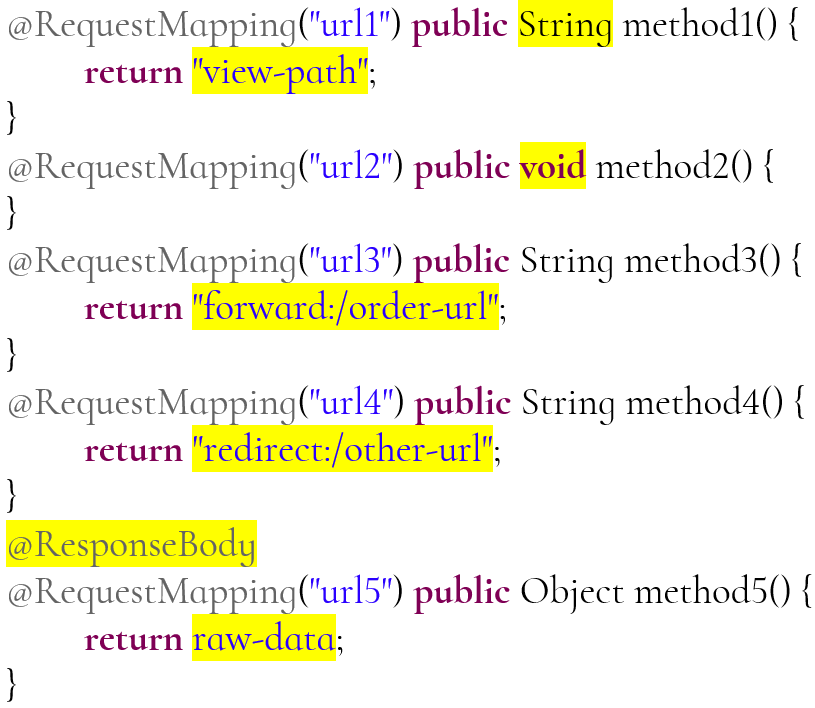 @RequestMapping("url1") public String method1() {
return "view-path";
}
@RequestMapping("url2") public void method2() {
}
@RequestMapping("url3") public String method3() {
return "forward:/order-url";
}
@RequestMapping("url4") public String method4() {
return "redirect:/other-url";
}
@ResponseBody
@RequestMapping("url5") public Object method5() {
return raw-data;
}